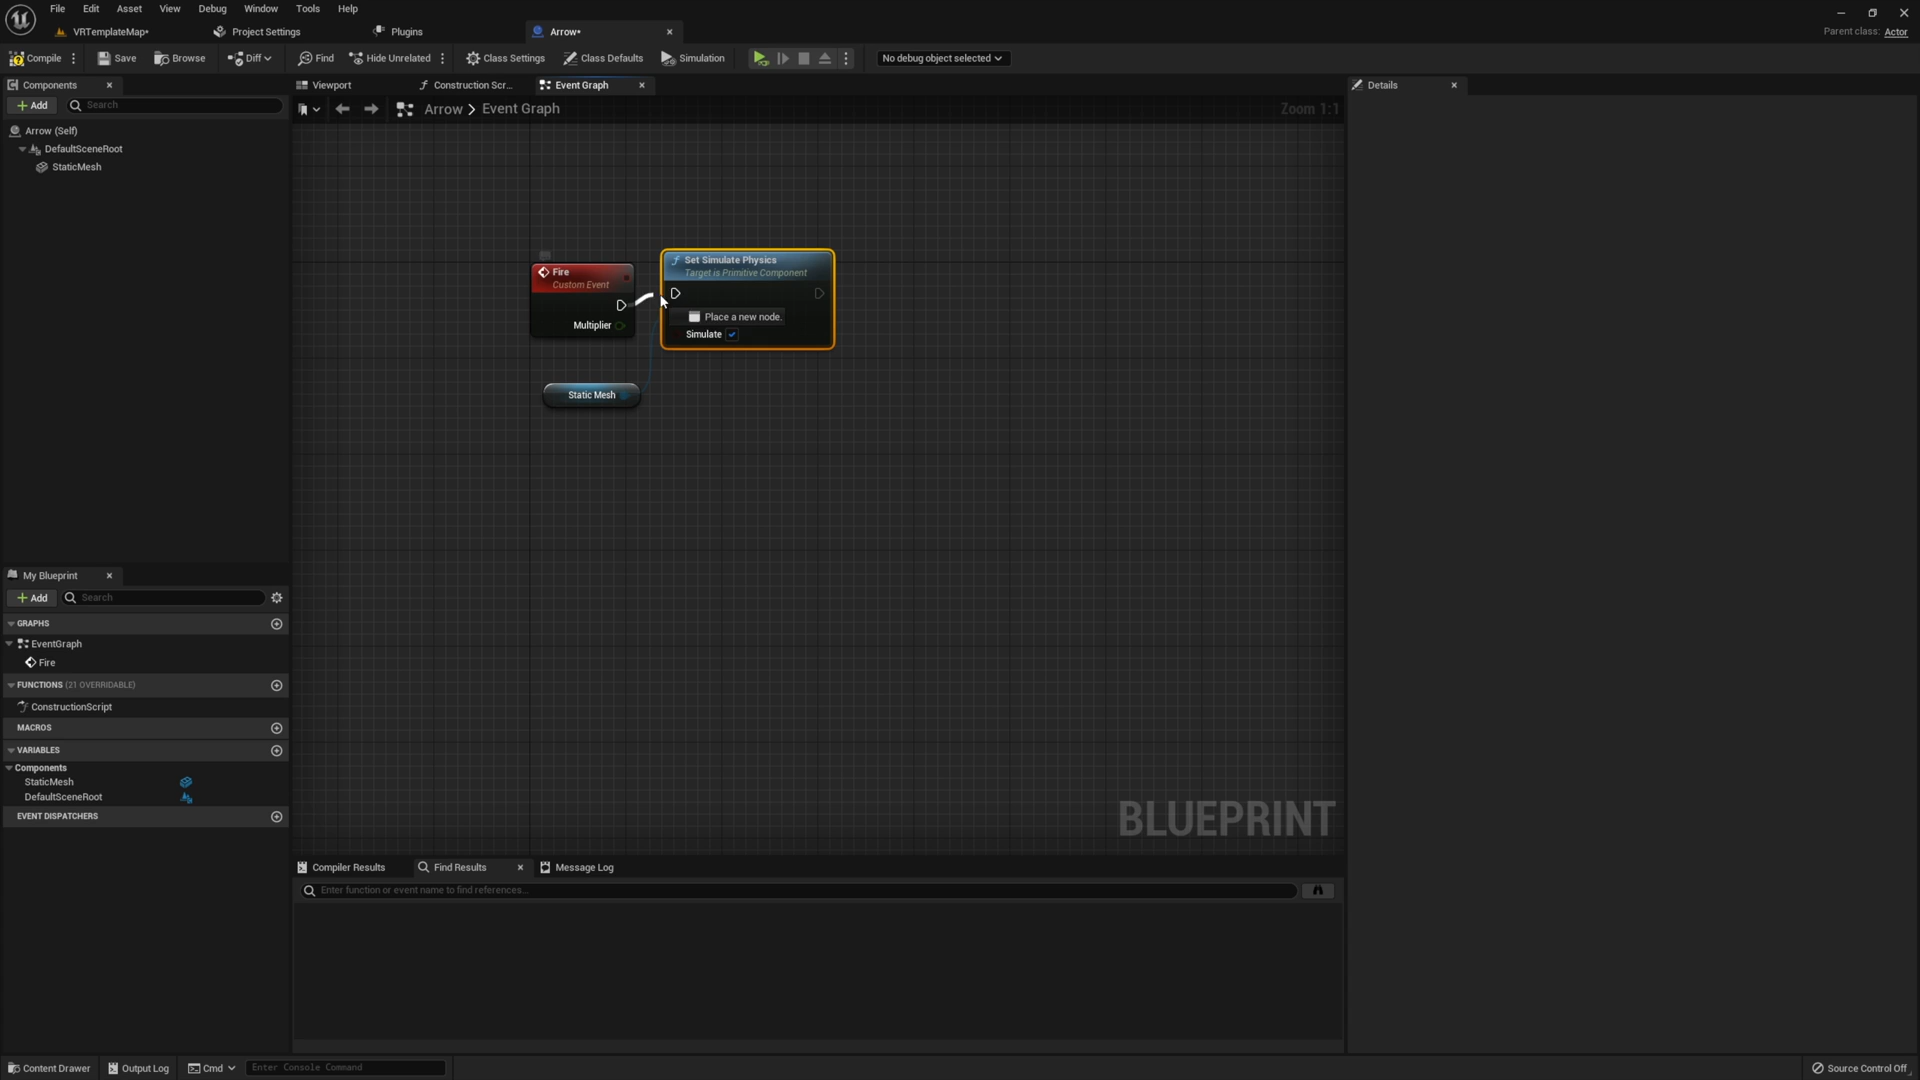 File Edit Asset View Debug Window Tools Help
VRTemplateMap* Project Settings Plugins Arrow*
Parent class: Actor
Compile Save Browse Diff Find Hide Unrelated Class Settings Class Defaults Simulation No debug object selected
Components Viewport Construction Scr... Event Graph Details
Add Search
Arrow > Event Graph Zoom 1:1
Arrow (Self)
DefaultSceneRoot
StaticMesh
Fire
Custom Event
Multiplier
Set Simulate Physics
Target is Primitive Component
Place a new node.
Simulate
Static Mesh
My Blueprint
Add Search
GRAPHS
EventGraph
Fire
FUNCTIONS (21 OVERRIDABLE)
ConstructionScript
MACROS
VARIABLES
Components
StaticMesh
DefaultSceneRoot
EVENT DISPATCHERS
BLUEPRINT
Compiler Results Find Results Message Log
Enter function or event name to find references...
Content Drawer Output Log Cmd Enter Console Command Source Control Off